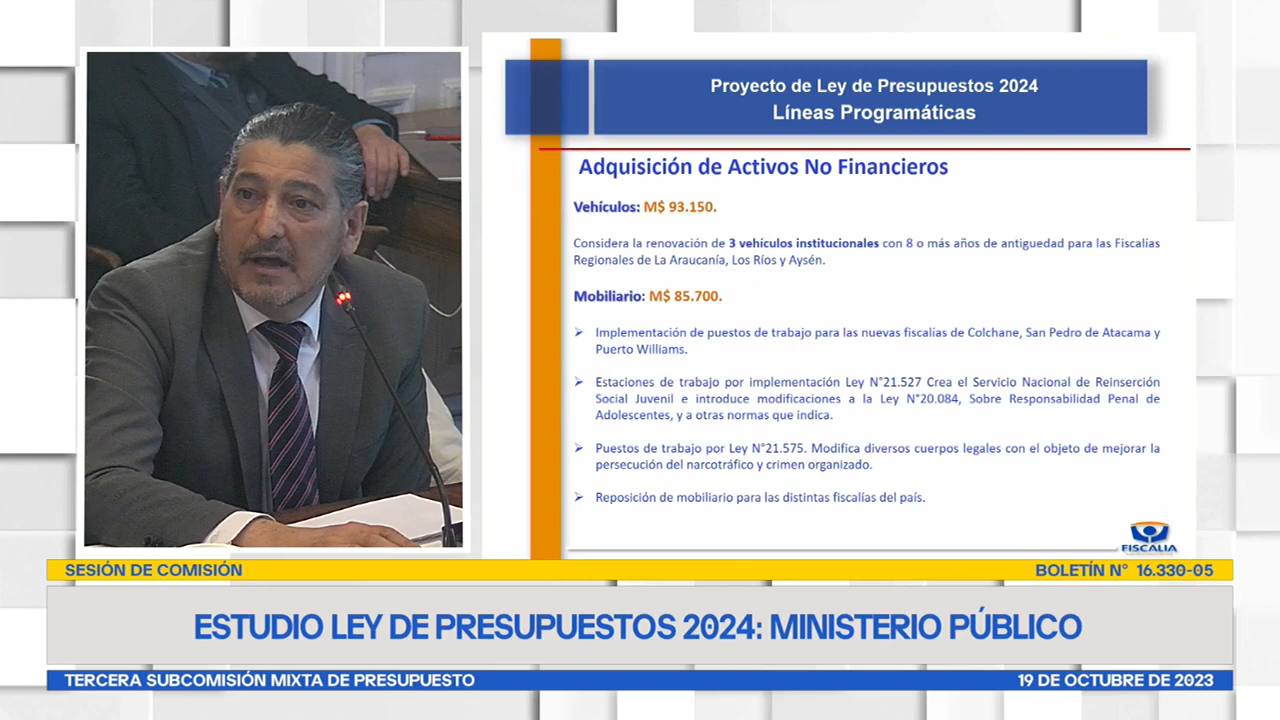 Proyecto de Ley de Presupuestos 2024
Líneas Programáticas
Adquisición de Activos No Financieros
Vehículos: M$ 93.150.
Considera la renovación de 3 vehículos institucionales con 8 o más años de antiguedad para las Fiscalías
Regionales de La Araucanía, Los Ríos y Aysén.
Mobiliario: M$ 85.700.
Implementación de puestos de trabajo para las nuevas fiscalías de Colchane, San Pedro de Atacama y
Puerto Williams.
Estaciones de trabajo por implementación Ley N°21.527 Crea el Servicio Nacional de Reinserción
Social Juvenil e introduce modificaciones a la Ley N°20.084, Sobre Responsabilidad Penal de
Adolescentes, y a otras normas que indica.
Puestos de trabajo por Ley N°21.575. Modifica diversos cuerpos legales con el objeto de mejorar la
persecución del narcotráfico y crimen organizado.
Reposición de mobiliario para las distintas fiscalías del país.
FISCALIA
SESIÓN DE COMISIÓN
BOLETÍN N° 16.330-05
ESTUDIO LEY DE PRESUPUESTOS 2024: MINISTERIO PÚBLICO
TERCERA SUBCOMISIÓN MIXTA DE PRESUPUESTO
19 DE OCTUBRE DE 2023